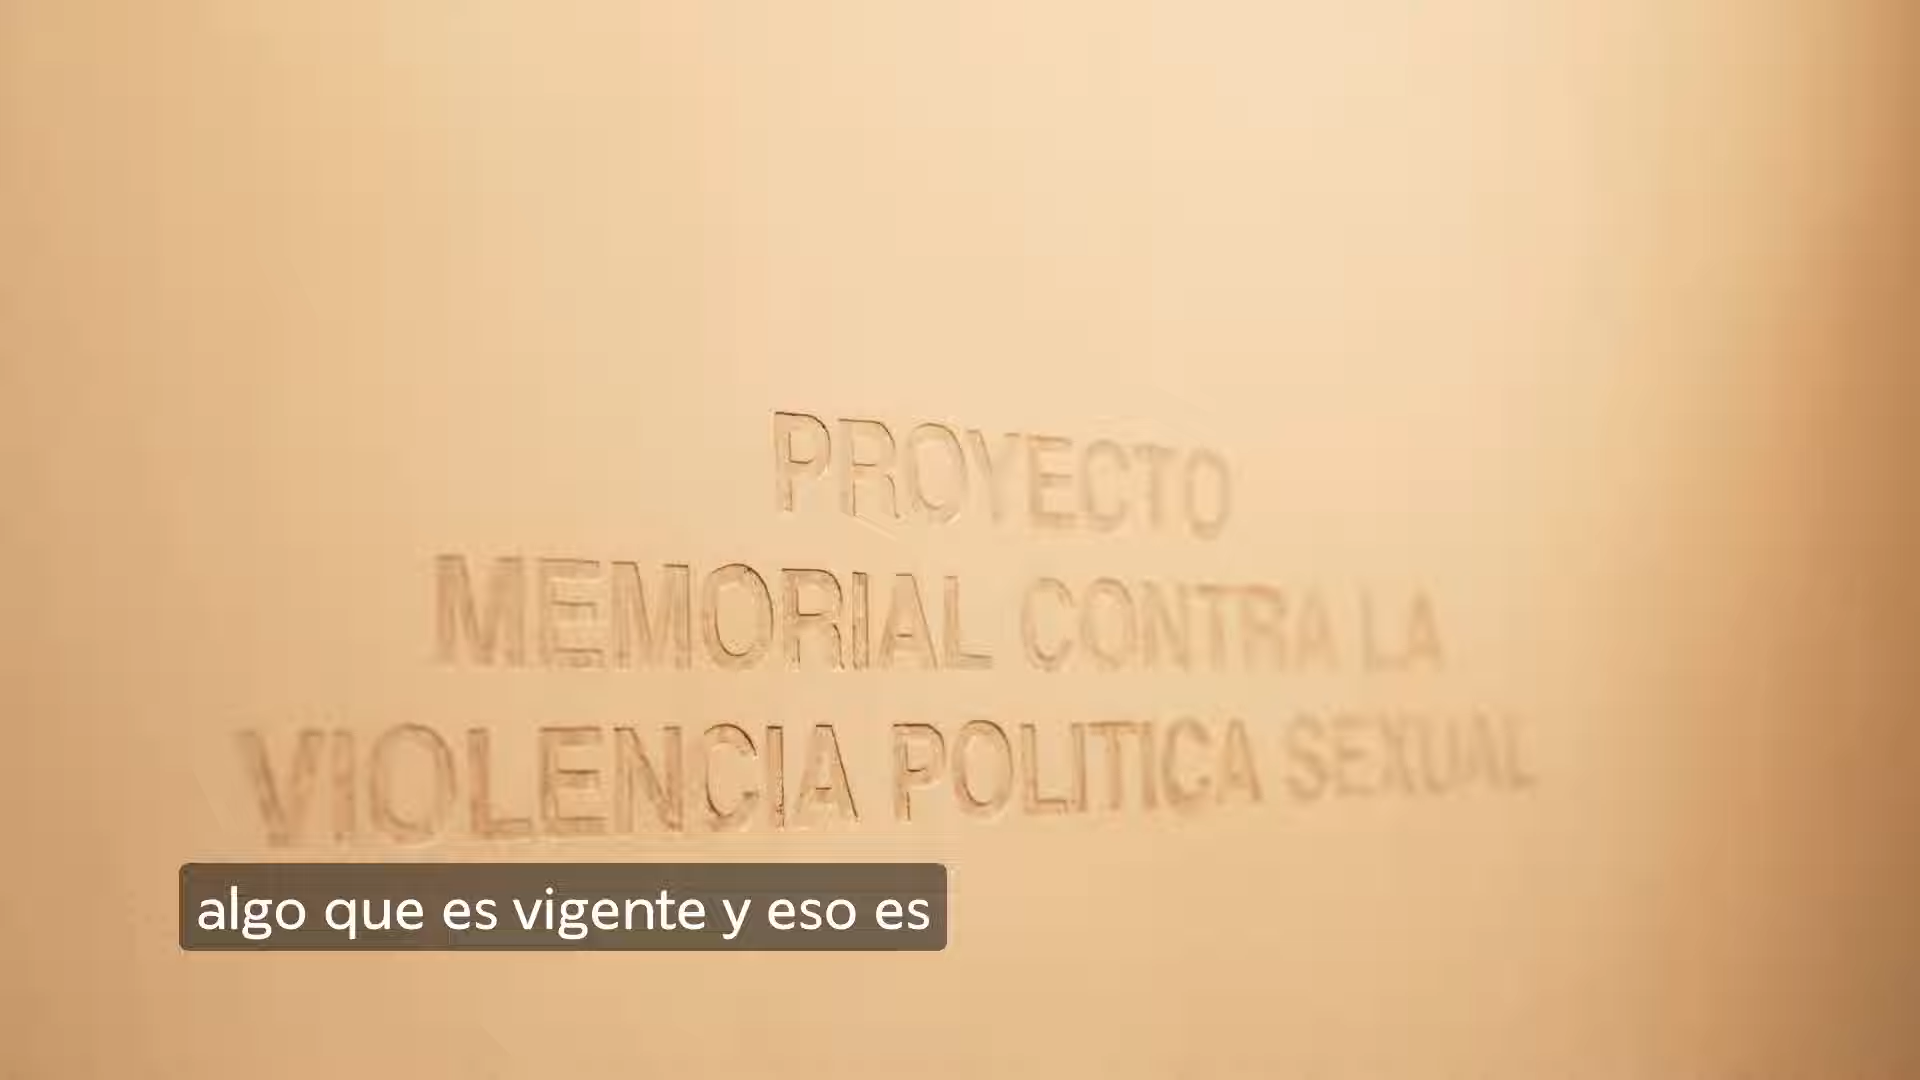 PROYECTO
MEMORIAL CONTRA LA
VIOLENCIA POLITICA SEXUAL
algo que es vigente y eso es